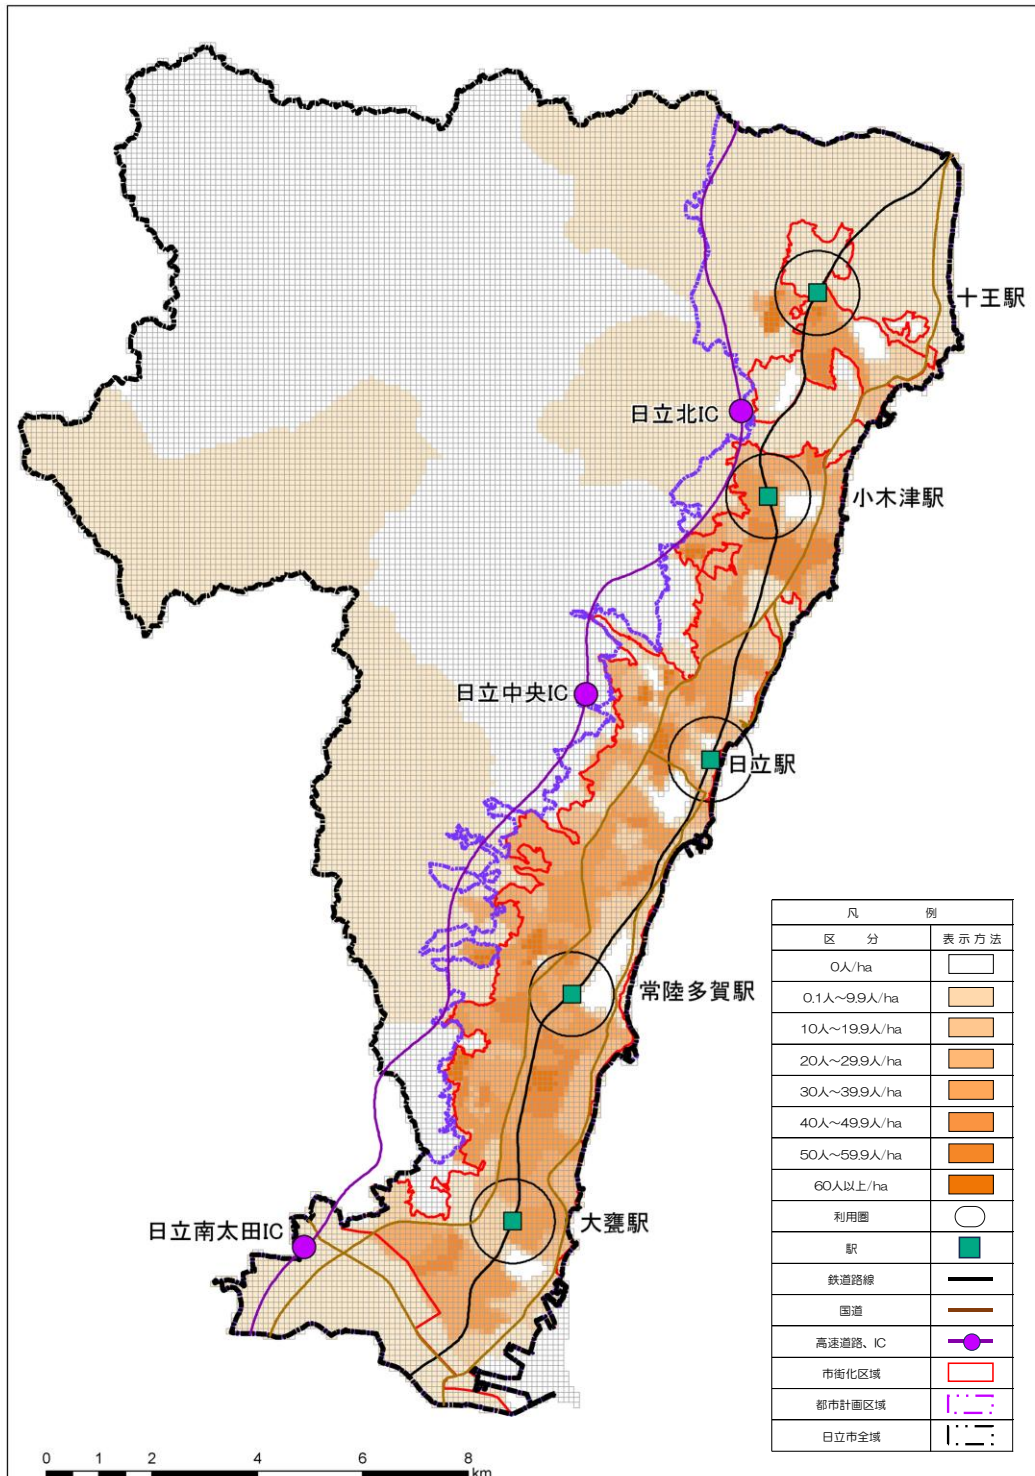 十王駅
日立北IC
小木津駅
日立中央IC
日立駅
常陸多賀駅
日立南太田IC
大甕駅
凡 例
区 分 表示方法
0人/ha
0.1人~9.9人/ha
10人~19.9人/ha
20人~29.9人/ha
30人~39.9人/ha
40人~49.9人/ha
50人~59.9人/ha
60人以上/ha
利用圏
駅
鉄道路線
国道
高速道路、IC
市街化区域
都市計画区域
日立市全域
0 1 2 4 6 8
km